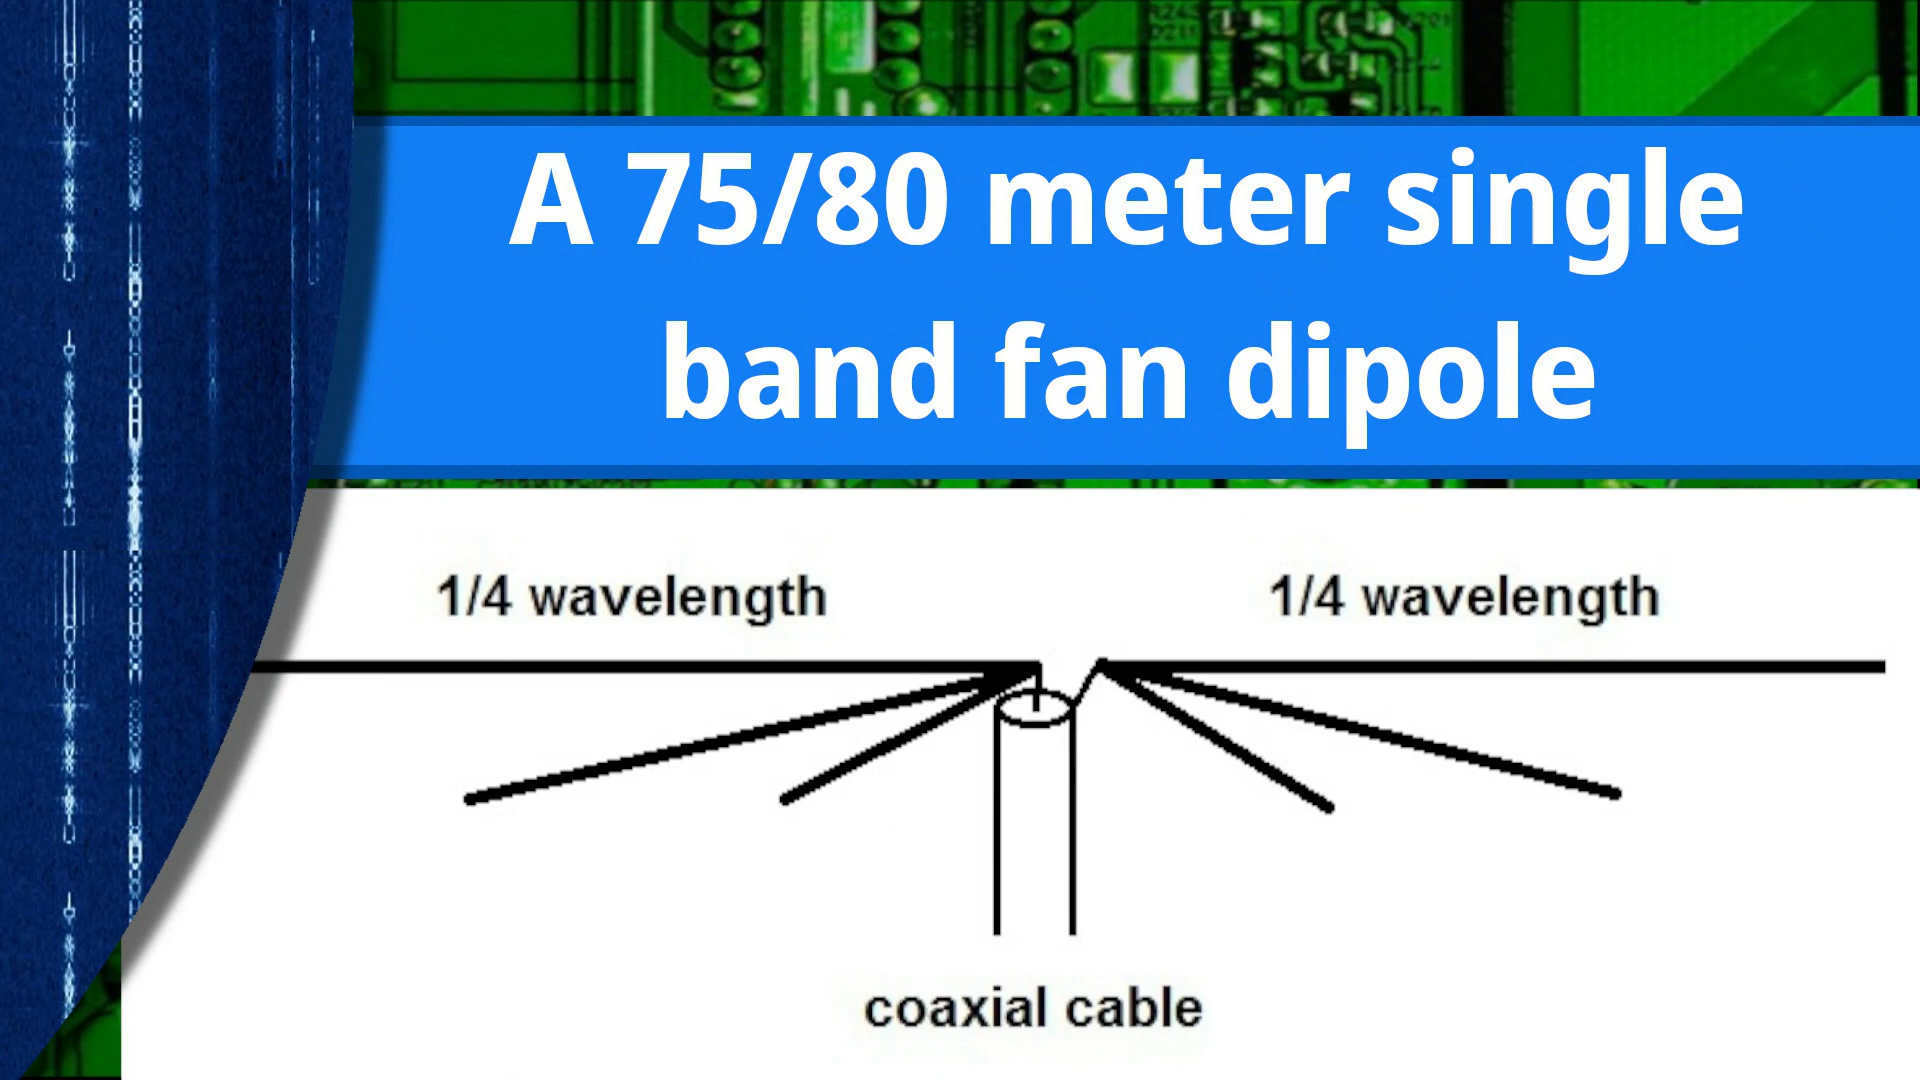 A 75/80 meter single
band fan dipole
1/4 wavelength
1/4 wavelength
coaxial cable